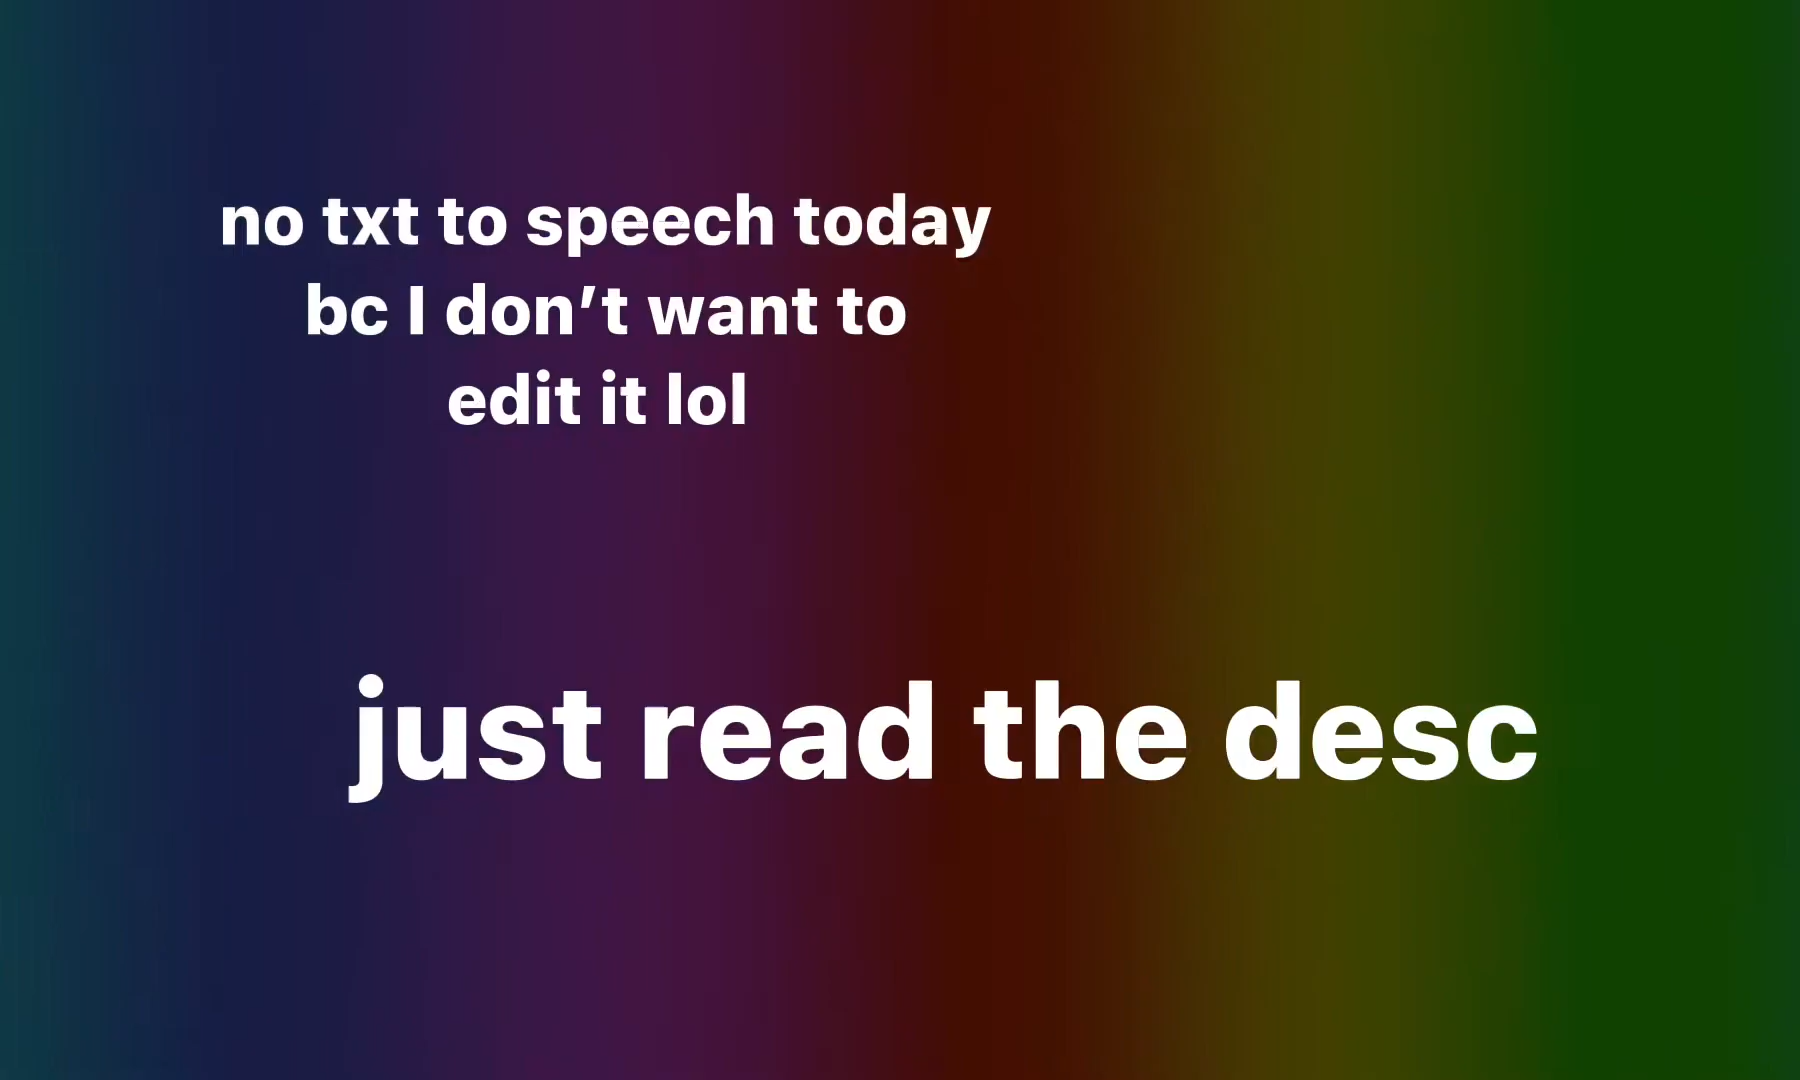 no txt to speech today
bc I don’t want to
edit it lol
just read the desc